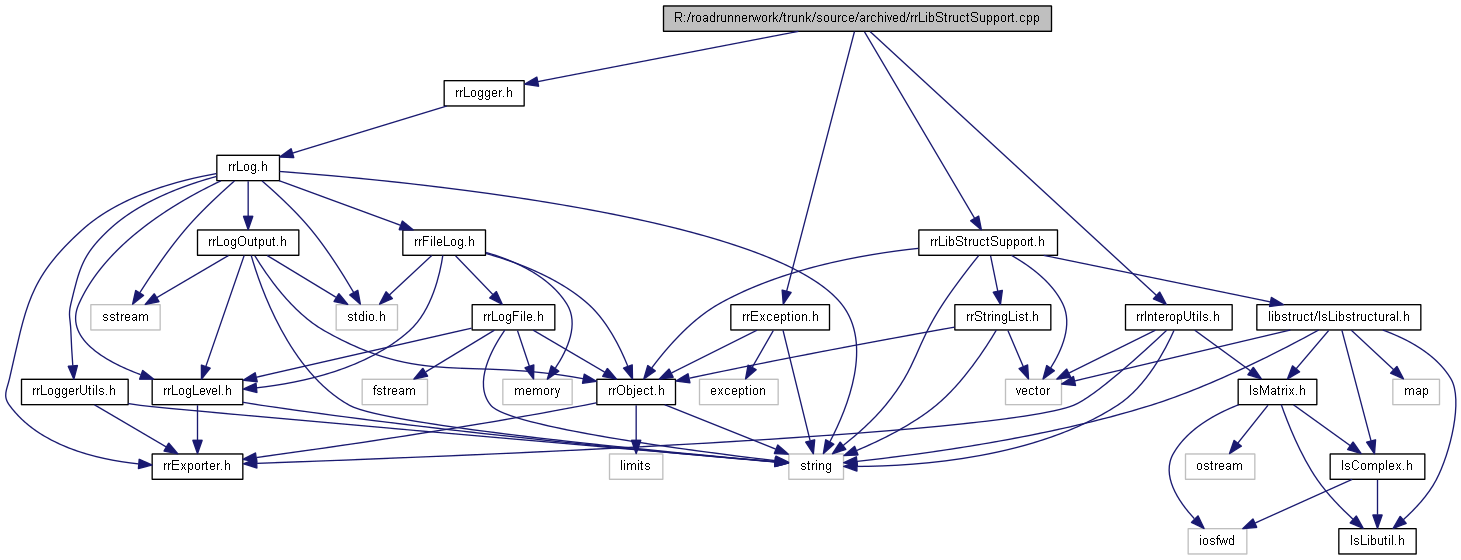 R:/roadrunnerwork/trunk/source/archived/rrLibStructSupport.cpp
rrLogger.h
rrLog.h
rrLogOutput.h
rrFileLog.h
rrLibStructSupport.h
sstream
stdio.h
rrLogFile.h
rrException.h
rrStringList.h
rrInteropUtils.h
libstruct/lsLibstructural.h
rrLoggerUtils.h
rrLogLevel.h
fstream
memory
rrObject.h
exception
vector
lsMatrix.h
map
rrExporter.h
limits
string
ostream
lsComplex.h
iosfwd
lsLibutil.h